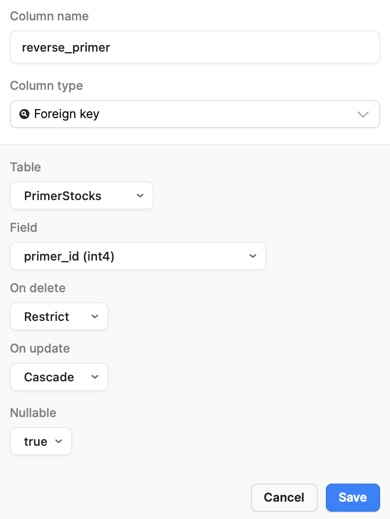 Column name
reverse_primer
Column type
Foreign key
Table
PrimerStocks
Field
primer_id (int4)
On delete
Restrict
On update
Cascade
Nullable
true
Cancel Save